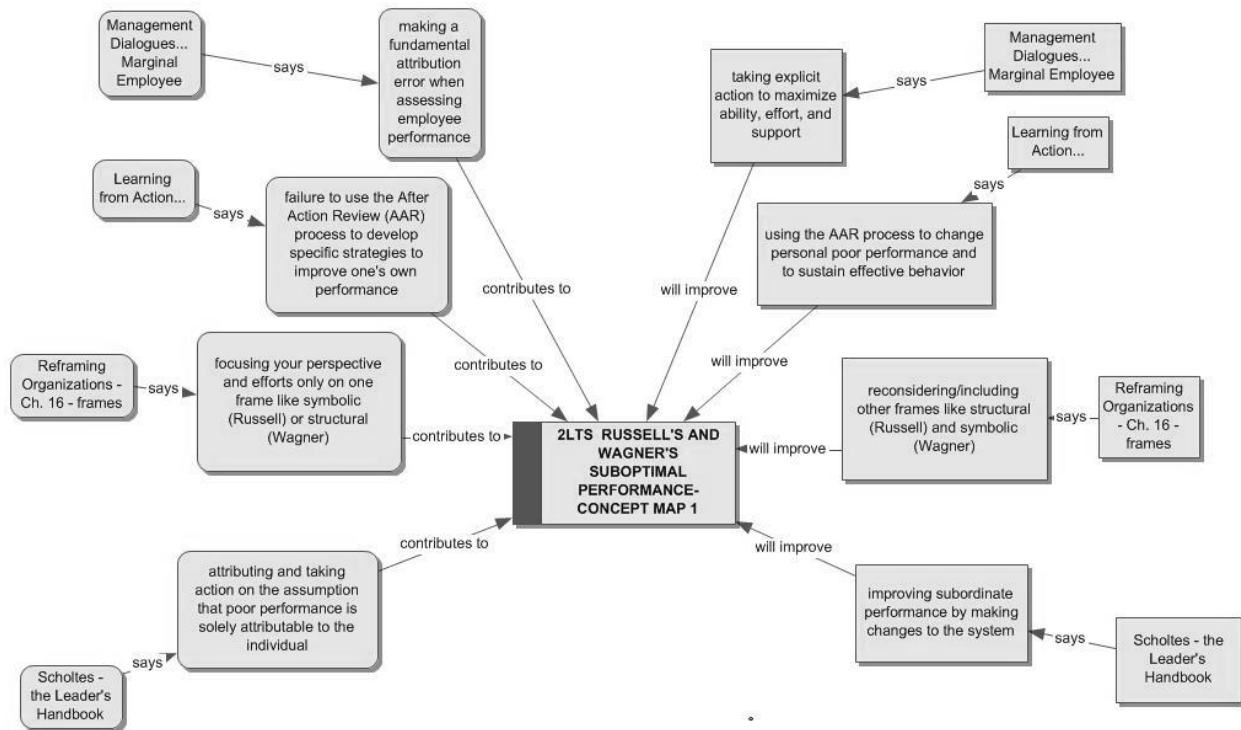 Management
Dialogues...
Marginal
Employee
says
making a
fundamental
attribution
error when
assessing
employee
performance
contributes to
Learning
from Action...
says
failure to use the After
Action Review (AAR)
process to develop
specific strategies to
improve one's own
performance
contributes to
Reframing
Organizations -
Ch. 16 - frames
says
focusing your perspective
and efforts only on one
frame like symbolic
(Russell) or structural
(Wagner)
contributes to
Scholtes -
the Leader's
Handbook
says
attributing and taking
action on the assumption
that poor performance is
solely attributable to the
individual
contributes to
2LTS RUSSELL'S AND
WAGNER'S
SUBOPTIMAL
PERFORMANCE-
CONCEPT MAP 1
Management
Dialogues...
Marginal Employee
says
taking explicit
action to maximize
ability, effort, and
support
will improve
Learning from
Action...
says
using the AAR process to change
personal poor performance and
to sustain effective behavior
will improve
Reframing
Organizations
- Ch. 16 -
frames
says
reconsidering/including
other frames like structural
(Russell) and symbolic
(Wagner)
will improve
Scholtes - the
Leader's
Handbook
says
improving subordinate
performance by making
changes to the system
will improve